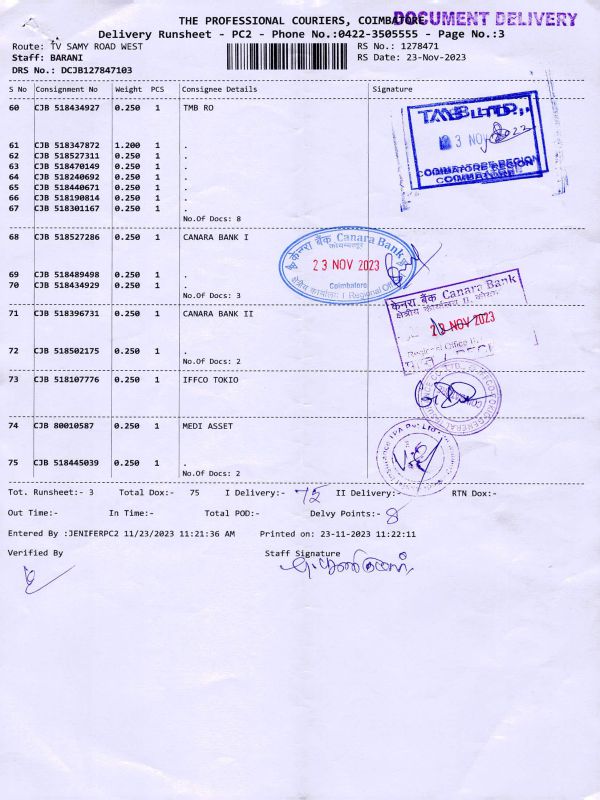 THE PROFESSIONAL COURIERS, COIMBATORE
DOCUMENT DELIVERY
Delivery Runsheet - PC2 - Phone No.:0422-3505555 - Page No.:3
Route: TV SAMY ROAD WEST RS No.: 1278471
Staff: BARANI RS Date: 23-Nov-2023
DRS No.: DCJB127847103
S No Consignment No Weight PCS Consignee Details Signature
60 CJB 518434927 0.250 1 TMB RO
TMB LTD.,
23 NOV 2023
COIMBATORE REGION
COIMBATORE
61 CJB 518347872 1.200 1 .
62 CJB 518527311 0.250 1 .
63 CJB 518470149 0.250 1 .
64 CJB 518240692 0.250 1 .
65 CJB 518440671 0.250 1 .
66 CJB 518190814 0.250 1 .
67 CJB 518301167 0.250 1 .
No.Of Docs: 8
68 CJB 518527286 0.250 1 CANARA BANK I
केनरा बैंक Canara Bank
23 NOV 2023
Coimbatore
क्षेत्रीय कार्यालय I Regional Office
69 CJB 518489498 0.250 1 .
70 CJB 518434929 0.250 1 .
No.Of Docs: 3
71 CJB 518396731 0.250 1 CANARA BANK II
केनरा बैंक Canara Bank
क्षेत्रीय कार्यालय II,
23 NOV 2023
Regional Office II
72 CJB 518502175 0.250 1 .
No.Of Docs: 2
73 CJB 518107776 0.250 1 IFFCO TOKIO
74 CJB 80010587 0.250 1 MEDI ASSET
75 CJB 518445039 0.250 1 .
No.Of Docs: 2
Tot. Runsheet:- 3 Total Dox:- 75 I Delivery:- 75 II Delivery:- RTN Dox:-
Out Time:- In Time:- Total POD:- Delvy Points:- 8
Entered By :JENIFERPC2 11/23/2023 11:21:36 AM Printed on: 23-11-2023 11:22:11
Verified By Staff Signature